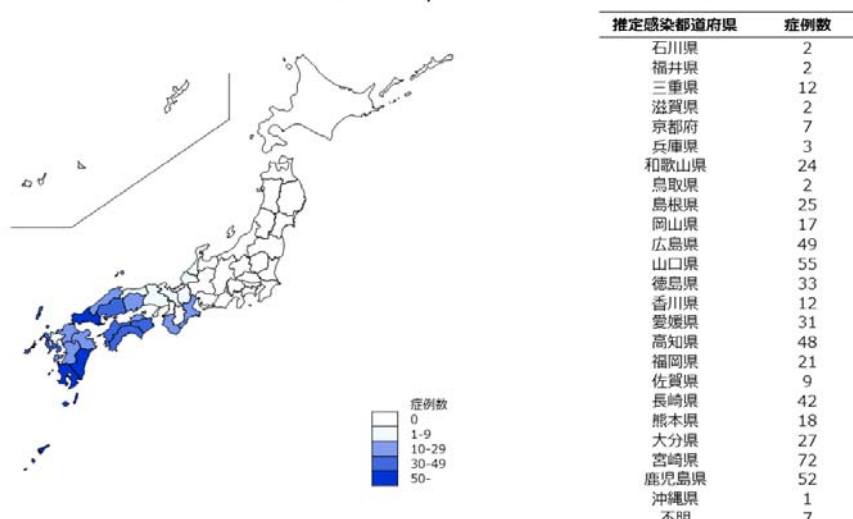 推定感染都道府県 症例数
石川県 2
福井県 2
三重県 12
滋賀県 2
京都府 7
兵庫県 3
和歌山県 24
鳥取県 2
島根県 25
岡山県 17
広島県 49
山口県 55
徳島県 33
香川県 12
愛媛県 31
高知県 48
福岡県 21
佐賀県 9
長崎県 42
熊本県 18
大分県 27
宮崎県 72
鹿児島県 52
沖縄県 1
不明 7
症例数
0
1-9
10-29
30-49
50-